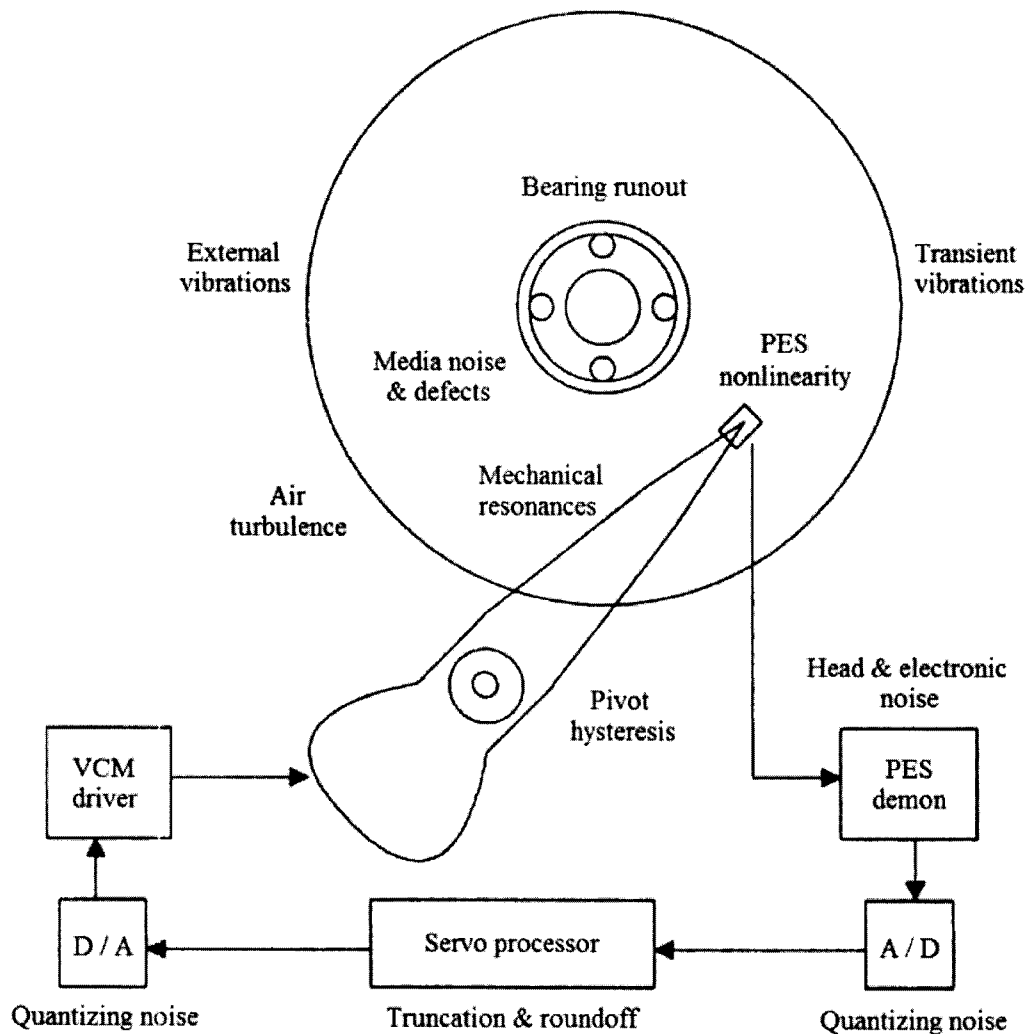 Bearing runout
External
vibrations
Transient
vibrations
PES
nonlinearity
Media noise
& defects
Mechanical
resonances
Air
turbulence
Head & electronic
noise
Pivot
hysteresis
VCM
driver
PES
demon
D / A
Servo processor
A / D
Quantizing noise
Truncation & roundoff
Quantizing noise